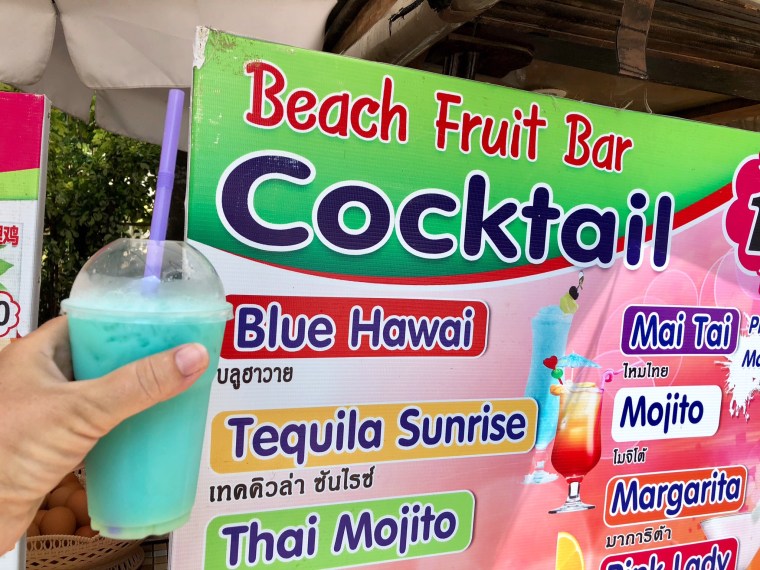 Beach Fruit Bar
Cocktail
Blue Hawai
บลูฮาวาย
Tequila Sunrise
เทคคิวล่า ซันไรซ์
Thai Mojito
Mai Tai
ไหมไทย
Mojito
โมจิโต้
Margarita
มาการิต้า
Pink Lady